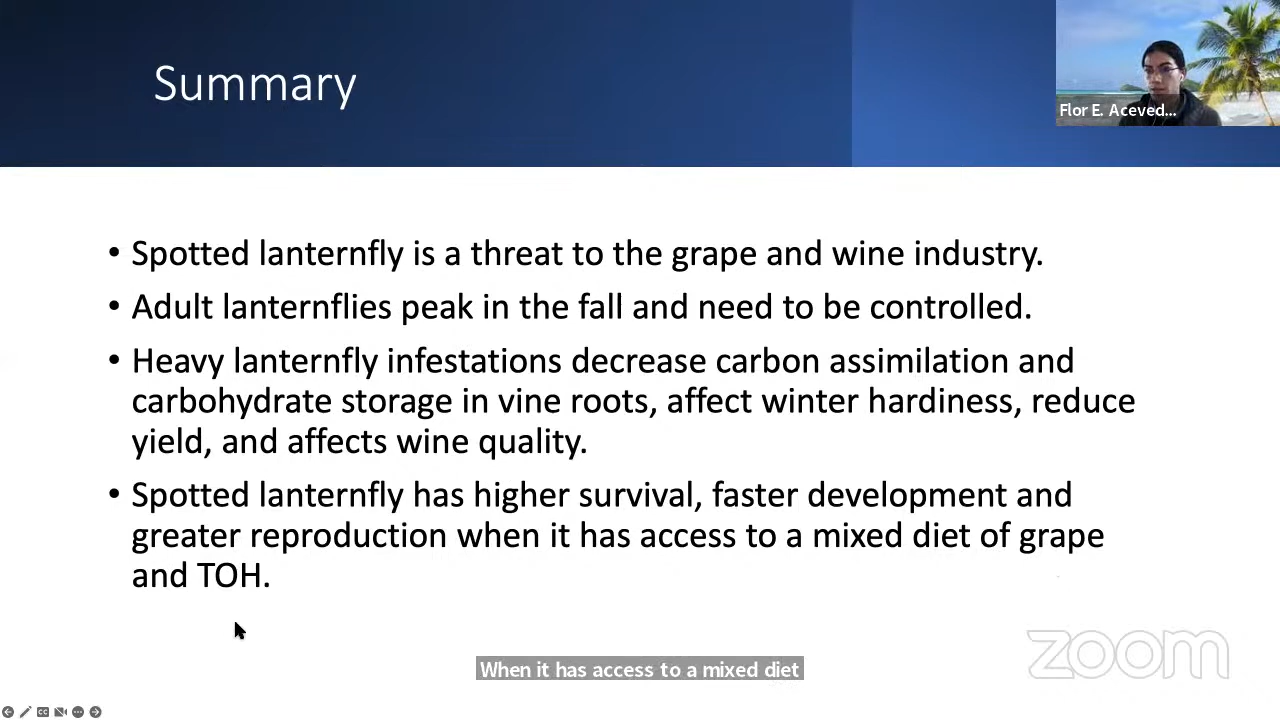 Summary
Flor E. Aceved...
• Spotted lanternfly is a threat to the grape and wine industry.
• Adult lanternflies peak in the fall and need to be controlled.
• Heavy lanternfly infestations decrease carbon assimilation and
carbohydrate storage in vine roots, affect winter hardiness, reduce
yield, and affects wine quality.
• Spotted lanternfly has higher survival, faster development and
greater reproduction when it has access to a mixed diet of grape
and TOH.
zoom
When it has access to a mixed diet